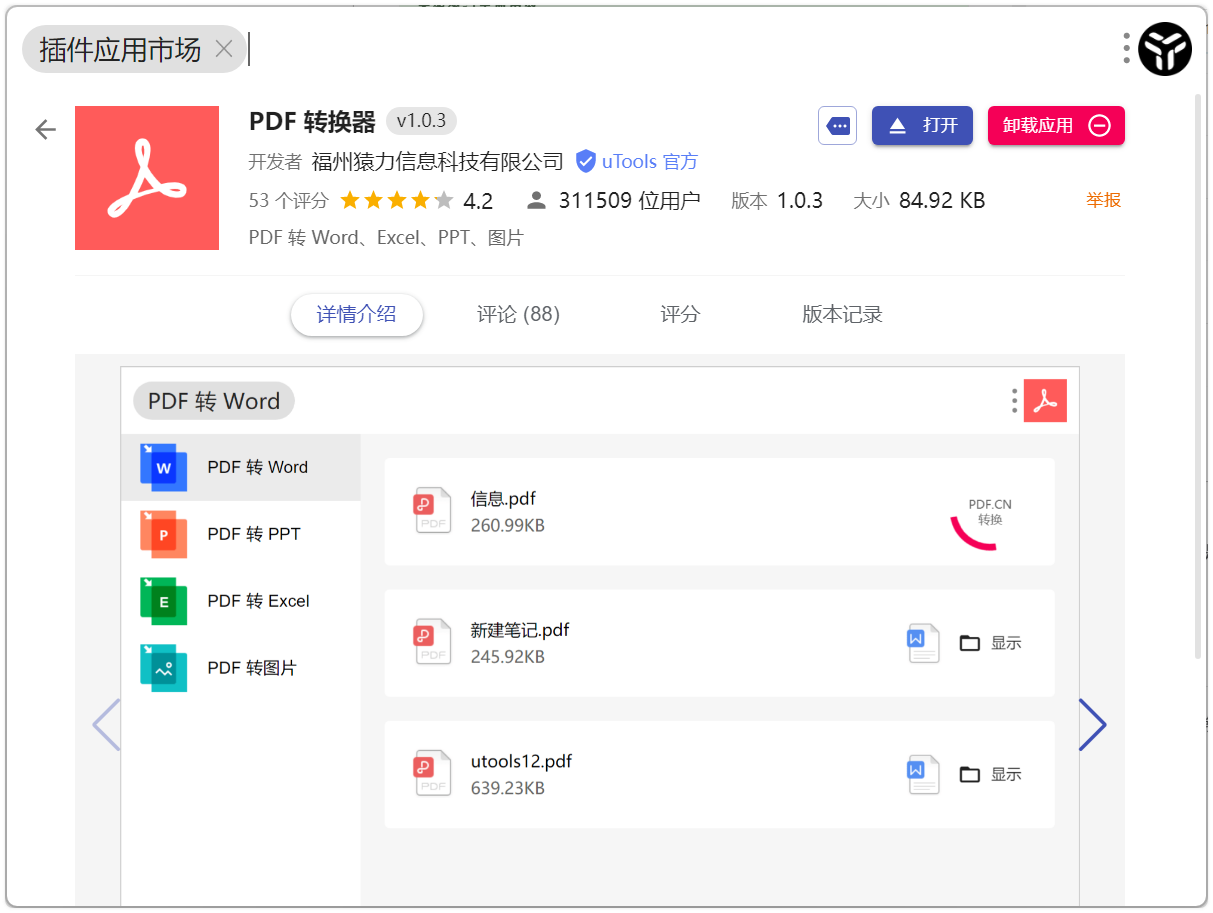 插件应用市场
PDF 转换器 v1.0.3
打开
卸载应用
开发者 福州猿力信息科技有限公司 uTools 官方
53 个评分 4.2 311509 位用户 版本 1.0.3 大小 84.92 KB 举报
PDF 转 Word、Excel、PPT、图片
详情介绍 评论 (88) 评分 版本记录
PDF 转 Word
W PDF 转 Word
P PDF 转 PPT
E PDF 转 Excel
PDF 转图片
PDF
信息.pdf
260.99KB
PDF.CN
转换
PDF
新建笔记.pdf
245.92KB
W 显示
PDF
utools12.pdf
639.23KB
W 显示